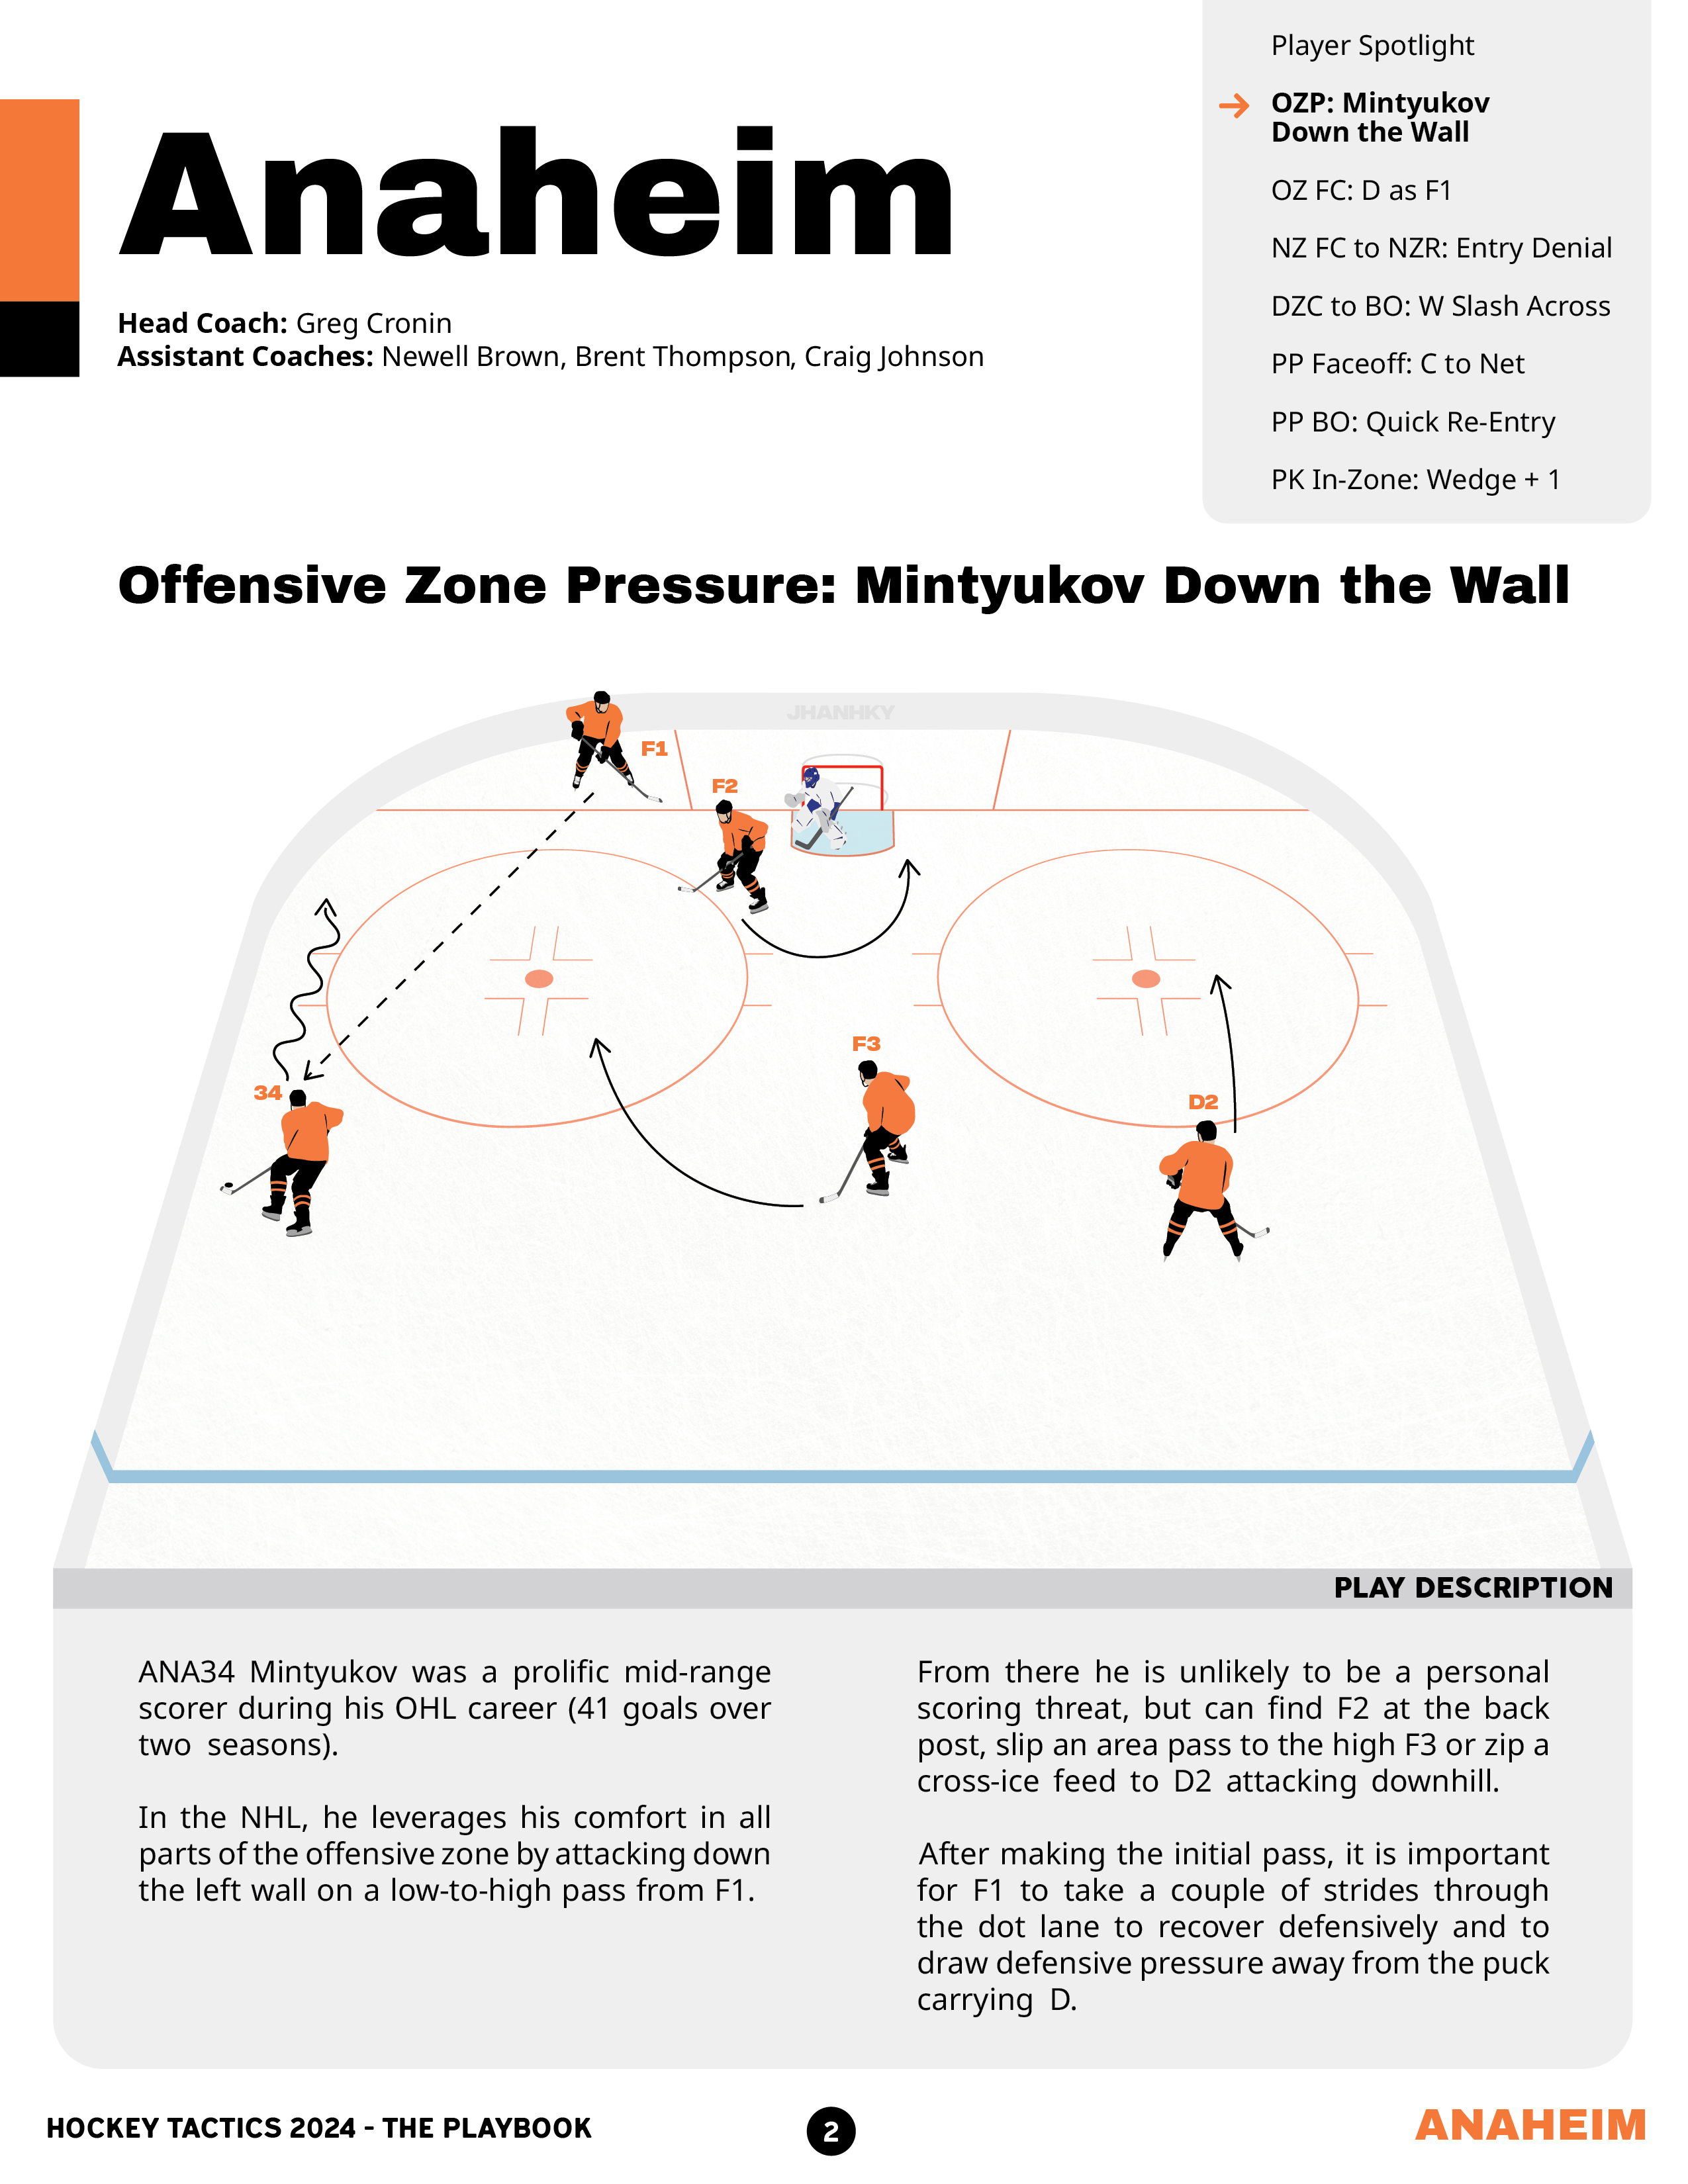 Player Spotlight
OZP: Mintyukov
Down the Wall
OZ FC: D as F1
NZ FC to NZR: Entry Denial
DZC to BO: W Slash Across
PP Faceoff: C to Net
PP BO: Quick Re-Entry
PK In-Zone: Wedge + 1
Anaheim
Head Coach: Greg Cronin
Assistant Coaches: Newell Brown, Brent Thompson, Craig Johnson
Offensive Zone Pressure: Mintyukov Down the Wall
JHANHKY
F1
F2
F3
34
D2
PLAY DESCRIPTION
ANA34 Mintyukov was a prolific mid-range
scorer during his OHL career (41 goals over
two seasons).
In the NHL, he leverages his comfort in all
parts of the offensive zone by attacking down
the left wall on a low-to-high pass from F1.
From there he is unlikely to be a personal
scoring threat, but can find F2 at the back
post, slip an area pass to the high F3 or zip a
cross-ice feed to D2 attacking downhill.
After making the initial pass, it is important
for F1 to take a couple of strides through
the dot lane to recover defensively and to
draw defensive pressure away from the puck
carrying D.
HOCKEY TACTICS 2024 - THE PLAYBOOK
2
ANAHEIM